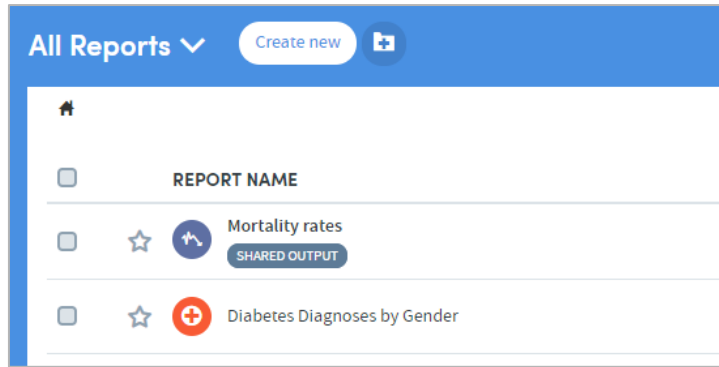 All Reports
Create new
REPORT NAME
Mortality rates
SHARED OUTPUT
Diabetes Diagnoses by Gender